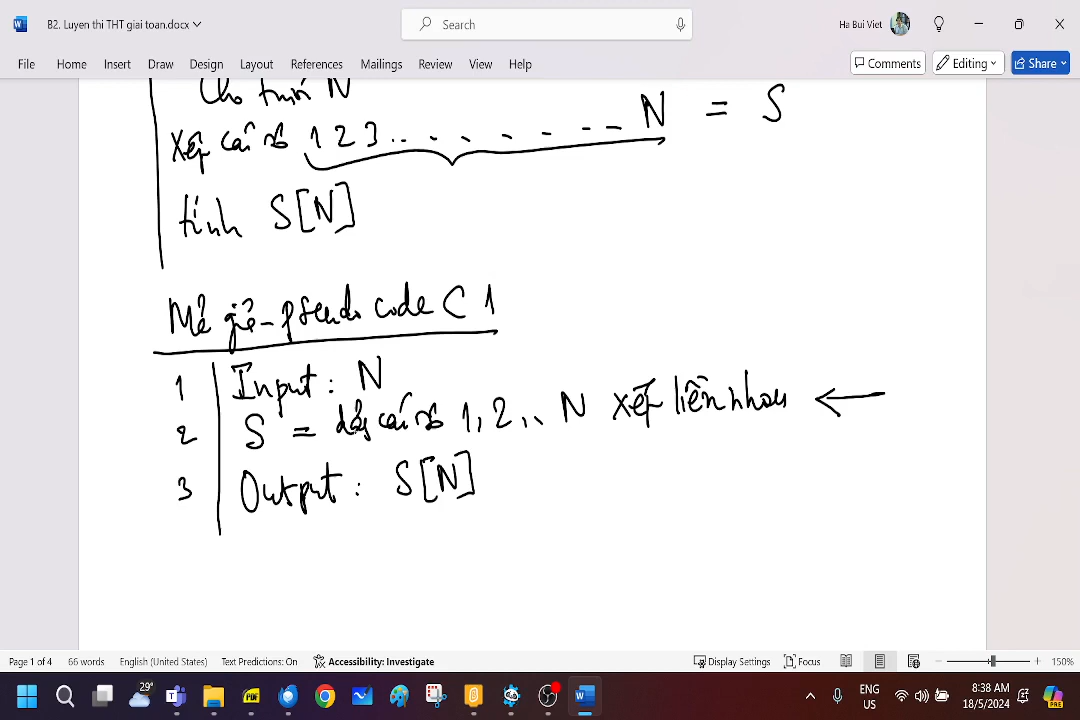 B2. Luyen thi THT giai toan.docx
Search
Ha Bui Viet
File Home Insert Draw Design Layout References Mailings Review View Help
Comments Editing Share
Cho trước N
Xếp các số 1 2 3 .. - - - - - - - N = S
tính S[N]
Mã giả - pseudo code C 1
1 Input : N
2 S = dãy các số 1, 2 .. N xếp liền nhau ←
3 Output : S[N]
Page 1 of 4 66 words English (United States) Text Predictions: On Accessibility: Investigate Display Settings Focus 150%
29° PDF ENG US 8:38 AM 18/5/2024 PRE